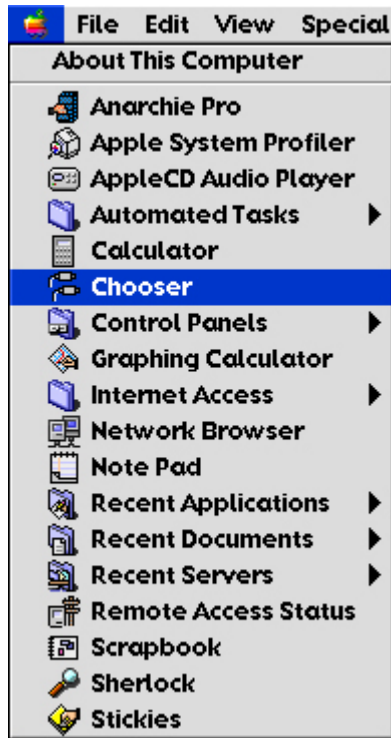 File Edit View Special
About This Computer
Anarchie Pro
Apple System Profiler
AppleCD Audio Player
Automated Tasks
Calculator
Chooser
Control Panels
Graphing Calculator
Internet Access
Network Browser
Note Pad
Recent Applications
Recent Documents
Recent Servers
Remote Access Status
Scrapbook
Sherlock
Stickies